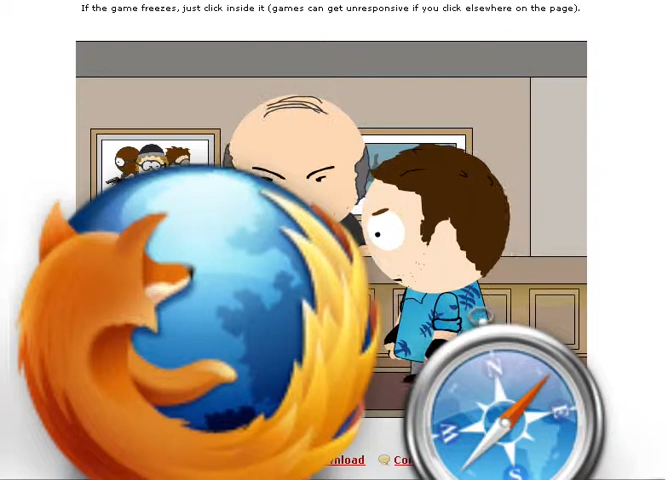 If the game freezes, just click inside it (games can get unresponsive if you click elsewhere on the page).
N
E
W
S